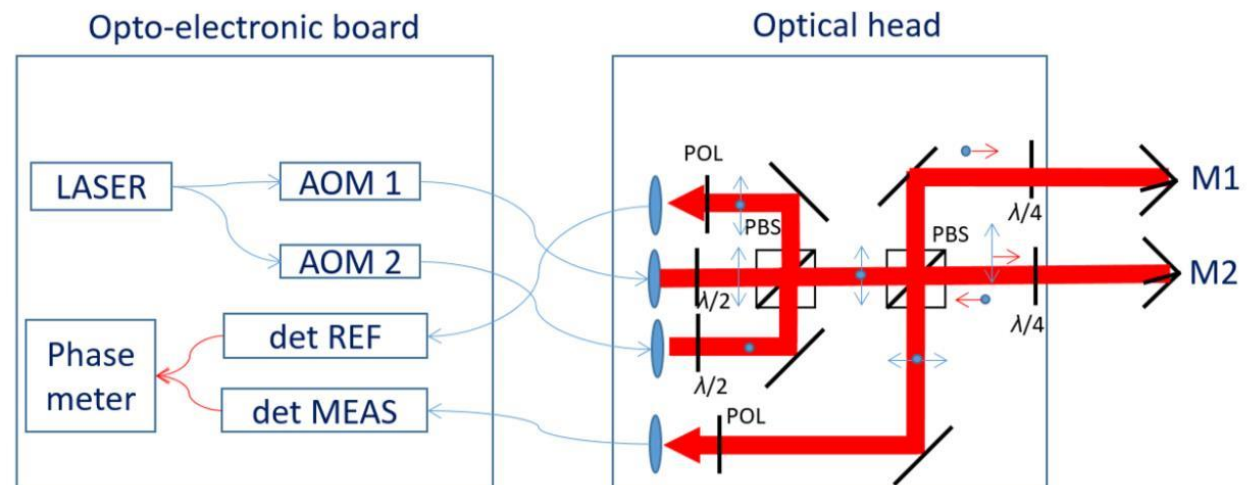 Opto-electronic board
Optical head
LASER
AOM 1
AOM 2
det REF
Phase
meter
det MEAS
POL
PBS
PBS
λ/4
M1
λ/2
λ/4
M2
λ/2
POL